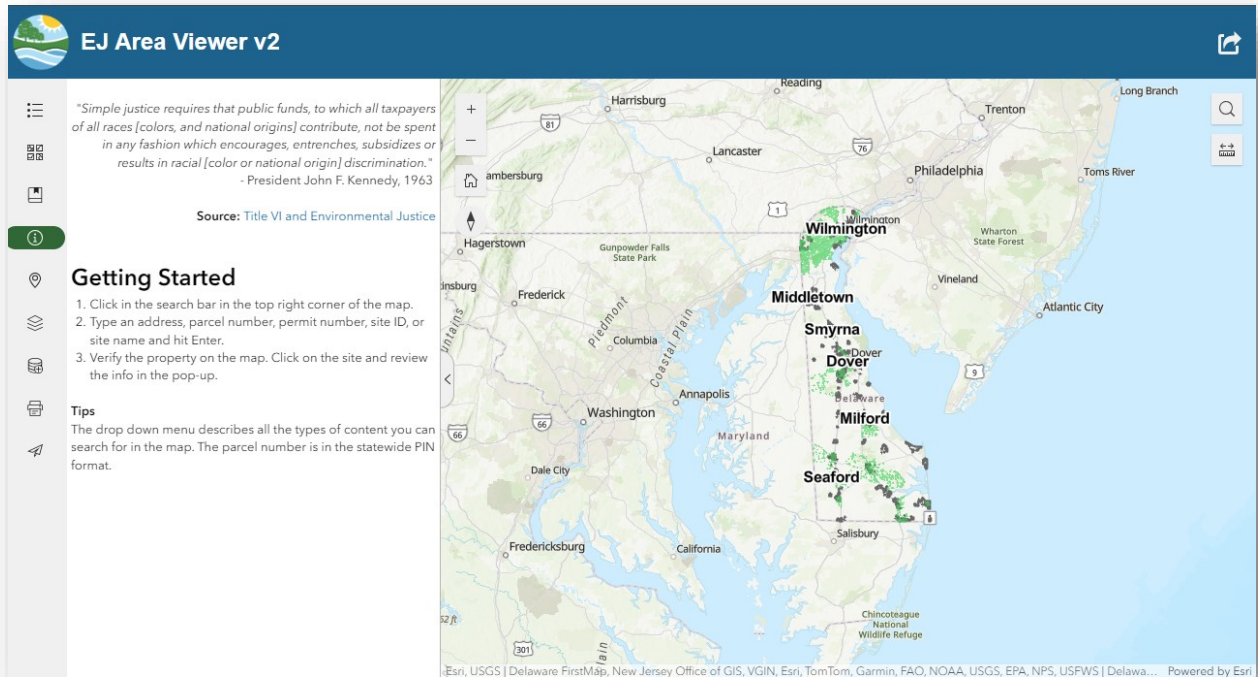 EJ Area Viewer v2
"Simple justice requires that public funds, to which all taxpayers
of all races [colors, and national origins] contribute, not be spent
in any fashion which encourages, entrenches, subsidizes or
results in racial [color or national origin] discrimination."
- President John F. Kennedy, 1963
Source: Title VI and Environmental Justice
Getting Started
1. Click in the search bar in the top right corner of the map.
2. Type an address, parcel number, permit number, site ID, or
site name and hit Enter.
3. Verify the property on the map. Click on the site and review
the info in the pop-up.
Tips
The drop down menu describes all the types of content you can
search for in the map. The parcel number is in the statewide PIN
format.
Reading
Long Branch
Harrisburg
Trenton
81
76
Lancaster
Philadelphia
ambersburg
Toms River
1
Wilmington
Wilmington
Wharton
State Forest
Hagerstown
Gunpowder Falls
State Park
insburg
Frederick
Vineland
Middletown
Atlantic City
Piedmont
Coastal Plain
untains
Smyrna
Columbia
Dover
Dover
9
Annapolis
Delaware
Washington
Milford
66
66
Maryland
Dale City
Seaford
Salisbury
Fredericksburg
California
Chincoteague
National
Wildlife Refuge
52 ft
301
lain
Esri, USGS | Delaware FirstMap, New Jersey Office of GIS, VGIN, Esri, TomTom, Garmin, FAO, NOAA, USGS, EPA, NPS, USFWS | Delawa...
Powered by Esri